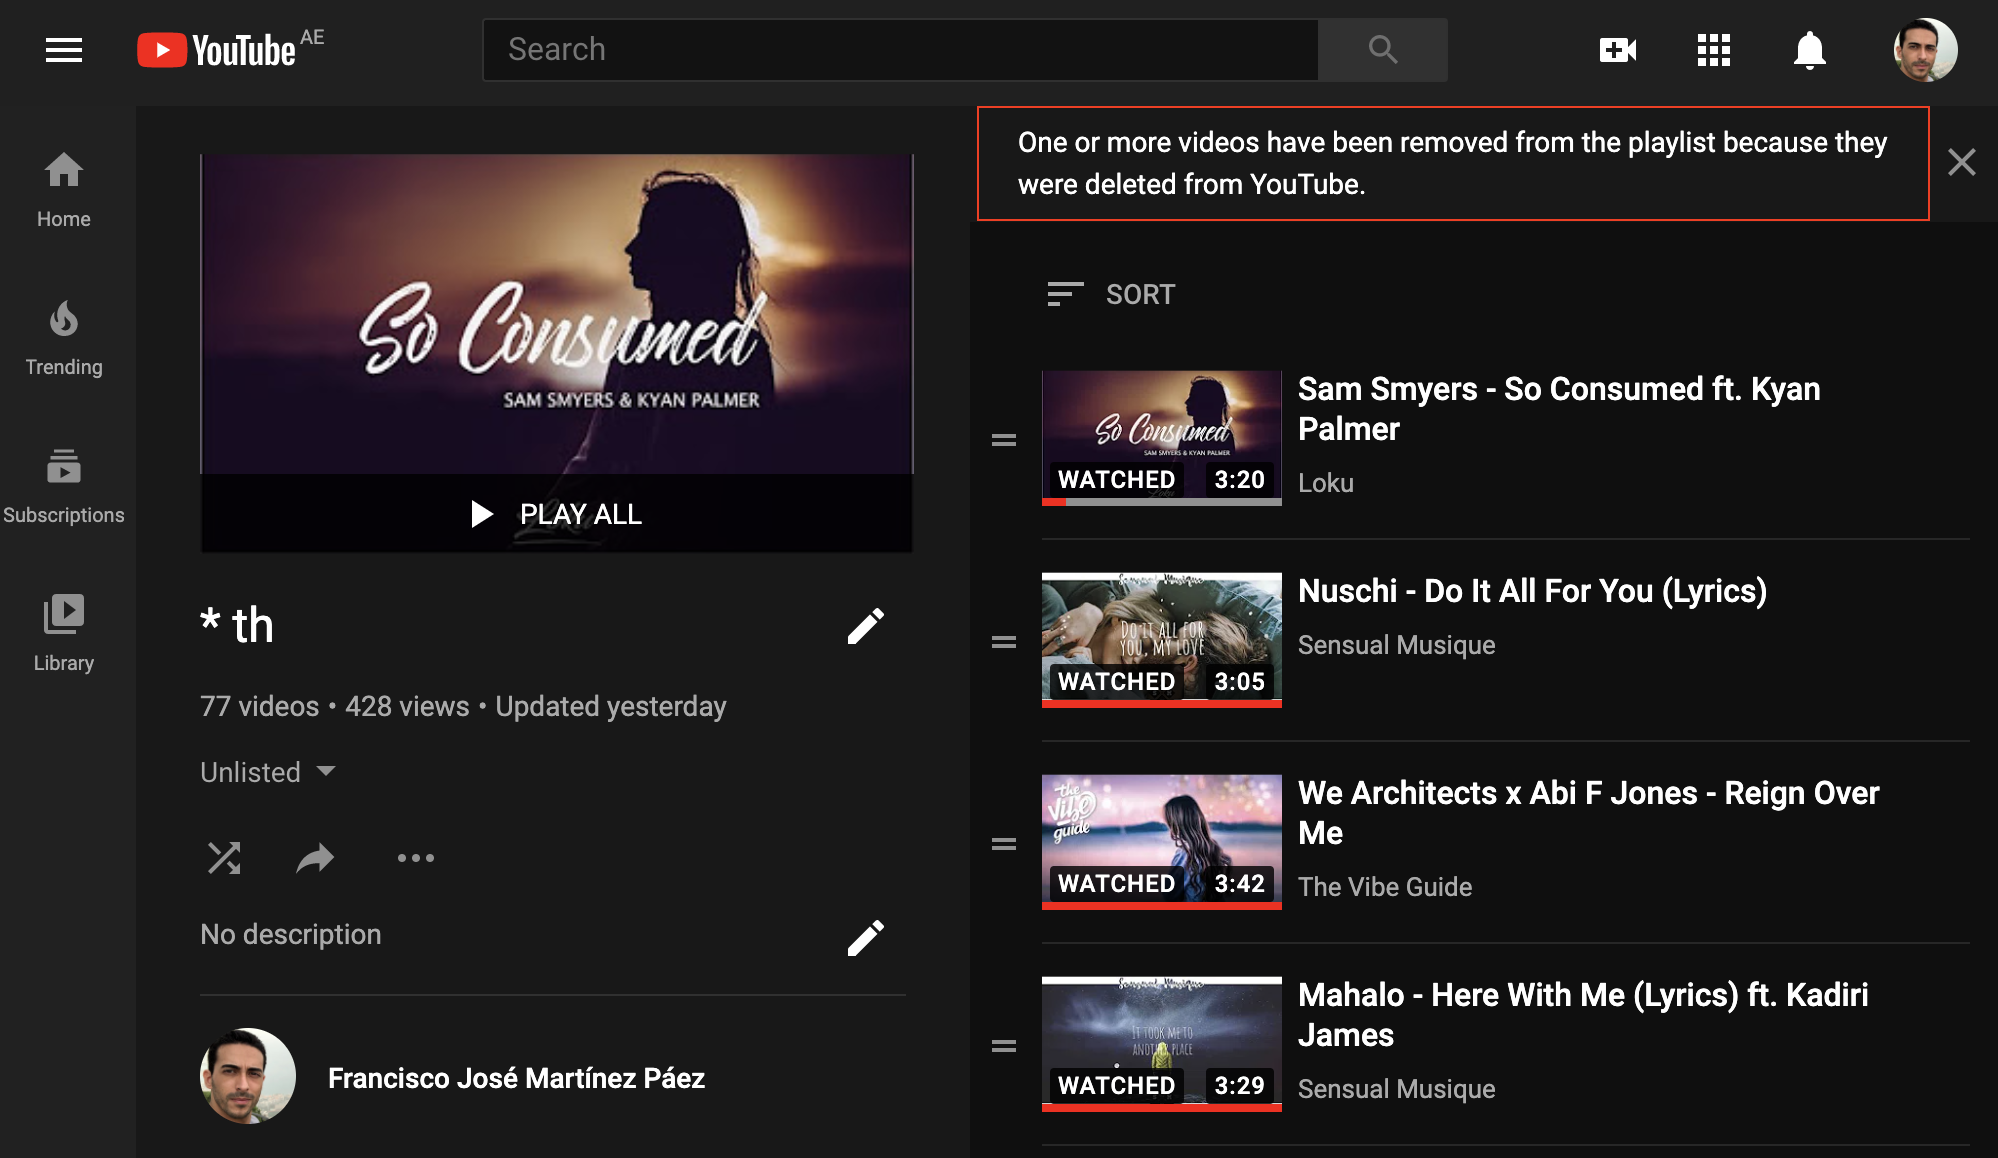 YouTube AE
Search
One or more videos have been removed from the playlist because they
were deleted from YouTube.
Home
Trending
Subscriptions
Library
So Consumed
SAM SMYERS & KYAN PALMER
Loku
PLAY ALL
* th
77 videos • 428 views • Updated yesterday
Unlisted
No description
Francisco José Martínez Páez
SORT
So Consumed
SAM SMYERS & KYAN PALMER
Loku
WATCHED 3:20
Sam Smyers - So Consumed ft. Kyan
Palmer
Loku
Sensual Musique
DO IT ALL FOR
YOU, MY LOVE
WATCHED 3:05
Nuschi - Do It All For You (Lyrics)
Sensual Musique
the
Vibe
guide
WATCHED 3:42
We Architects x Abi F Jones - Reign Over
Me
The Vibe Guide
Sensual Musique
IT TOOK ME TO
ANOTHER PLACE
WATCHED 3:29
Mahalo - Here With Me (Lyrics) ft. Kadiri
James
Sensual Musique